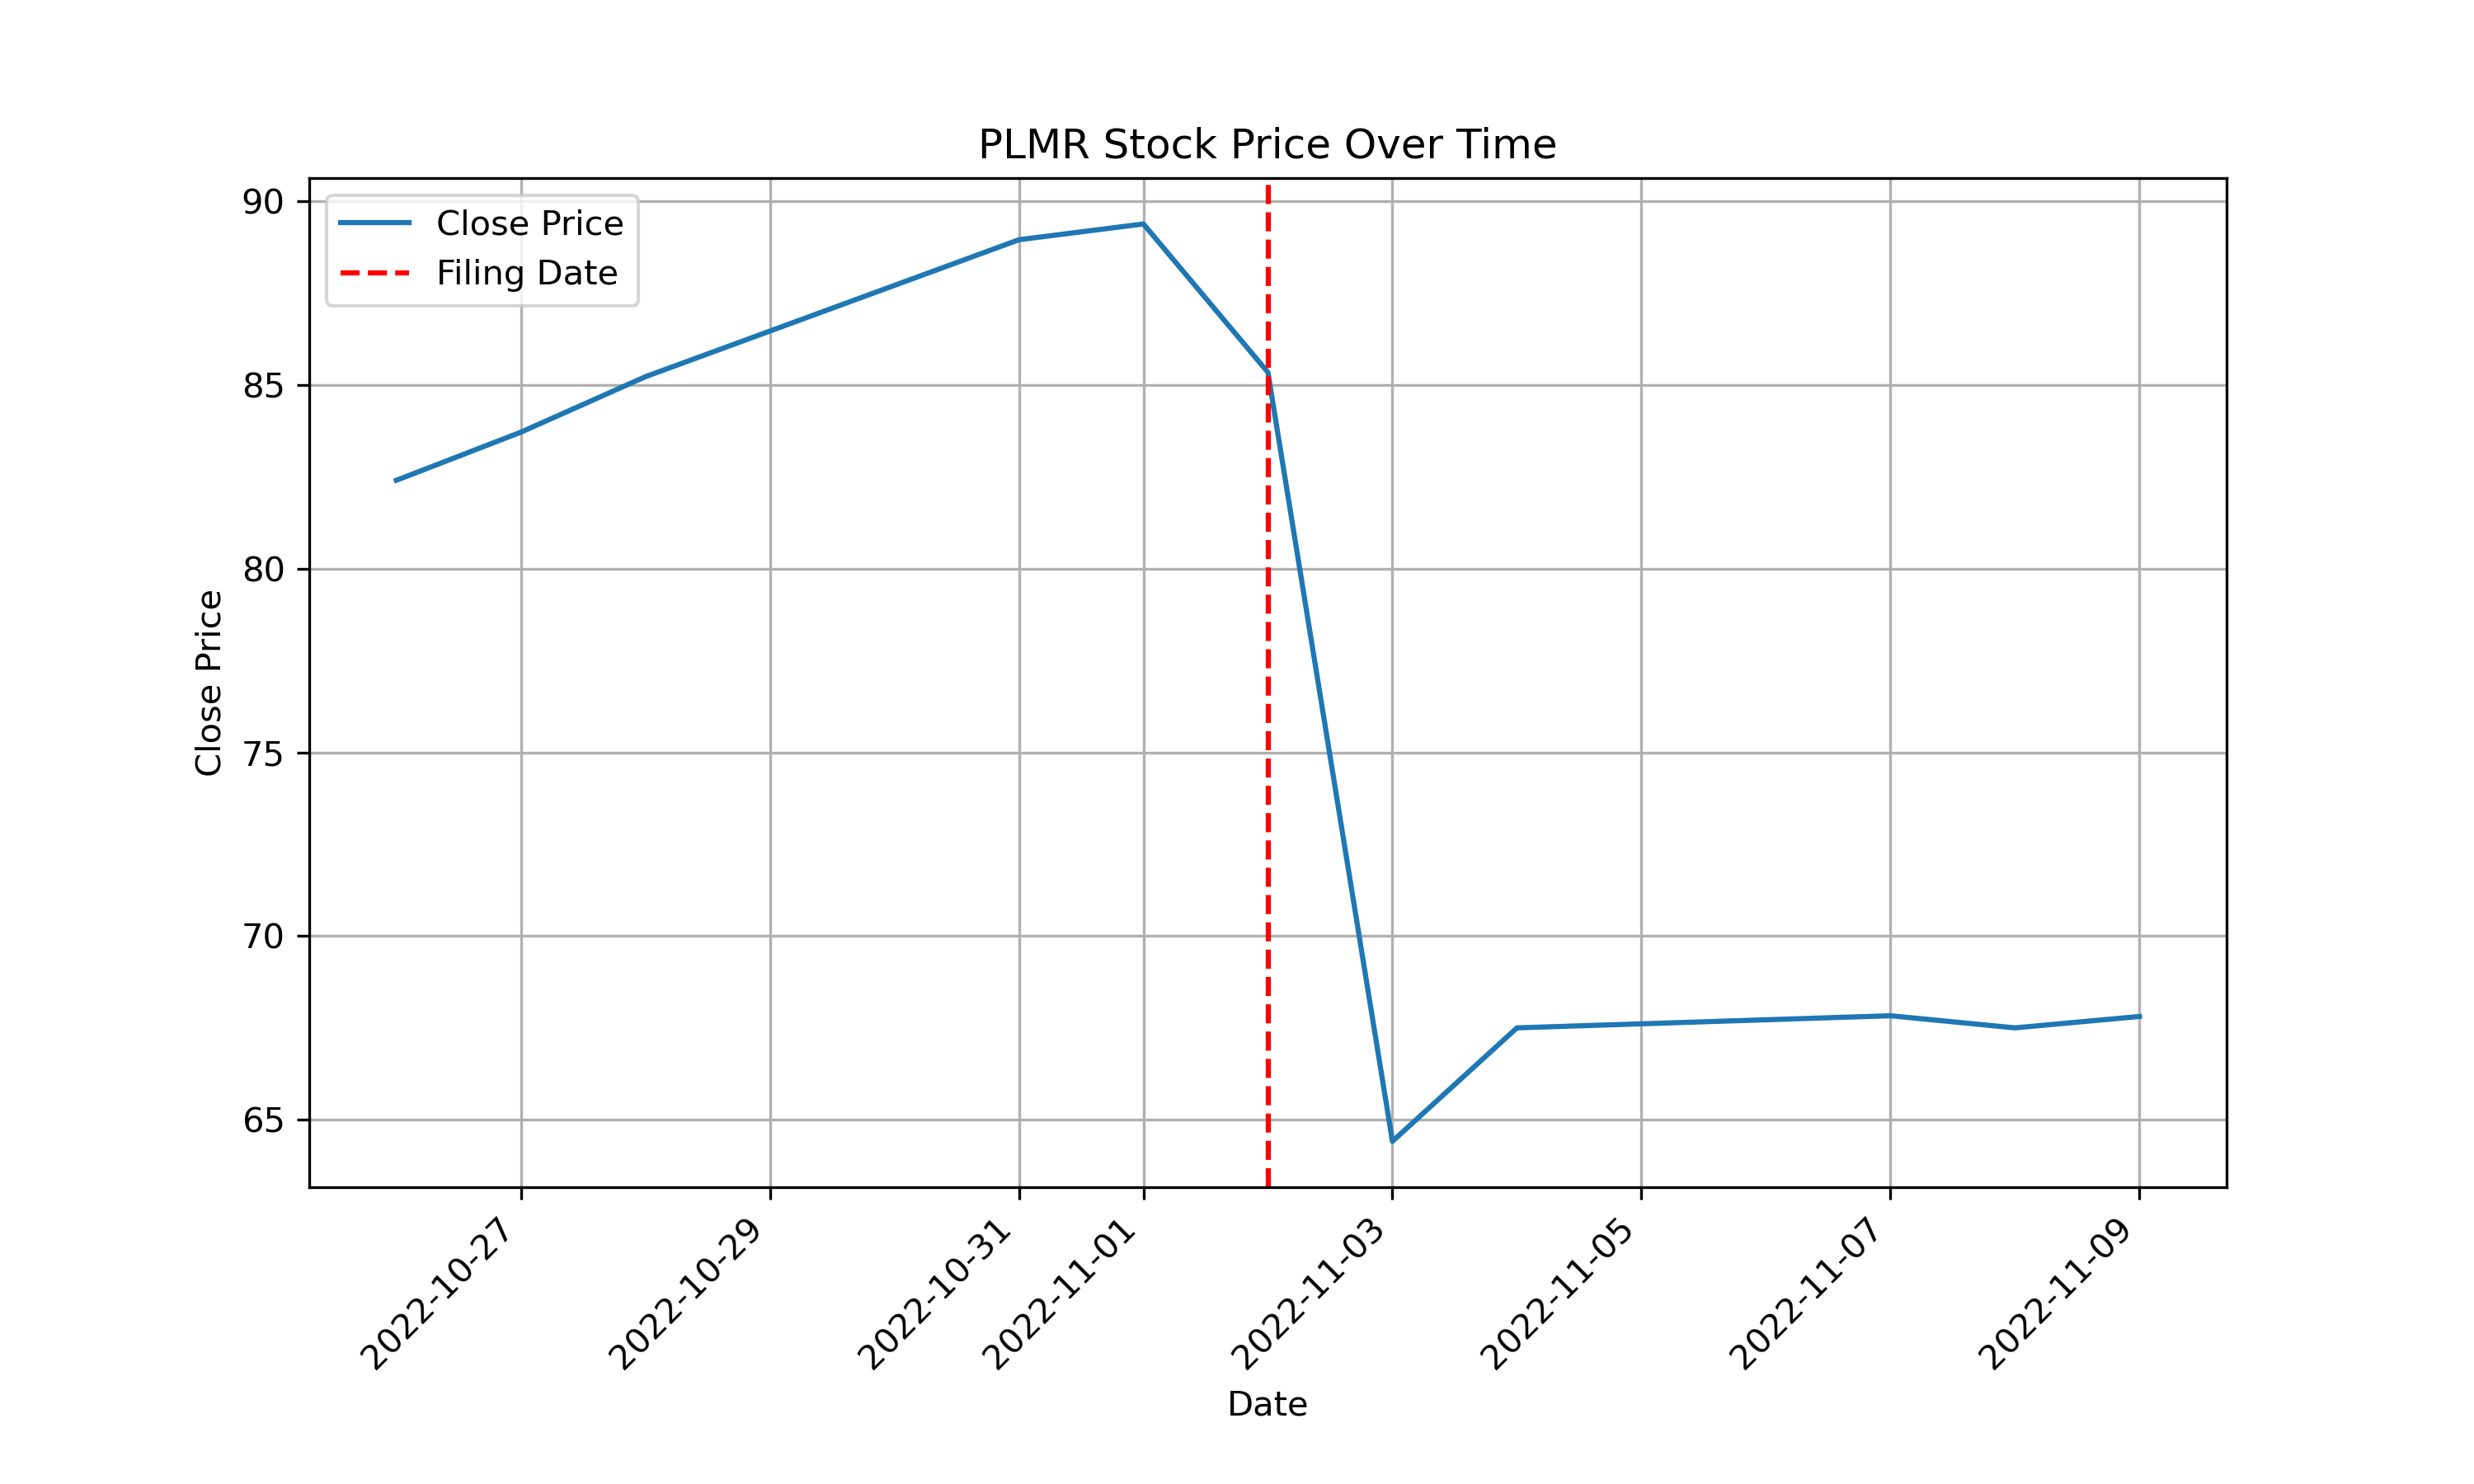 PLMR Stock Price Over Time
Close Price
Filing Date
Close Price
90
85
80
75
70
65
2022-10-27
2022-10-29
2022-10-31
2022-11-01
2022-11-03
2022-11-05
2022-11-07
2022-11-09
Date